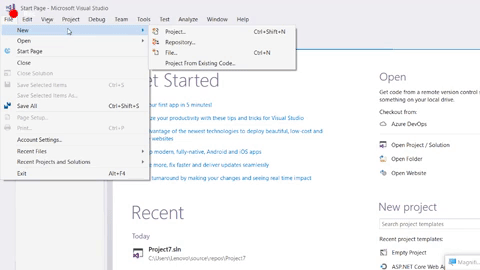 Start Page - Microsoft Visual Studio
File Edit View Project Debug Team Tools Test Analyze Window Help
New
Open
Start Page
Close
Close Solution
Save Selected Items Ctrl+S
Save Selected Items As...
Save All Ctrl+Shift+S
Page Setup...
Print... Ctrl+P
Account Settings...
Recent Files
Recent Projects and Solutions
Exit Alt+F4
Project... Ctrl+Shift+N
Repository...
File... Ctrl+N
Project From Existing Code...
et Started
our first app in 5 minutes!
e your productivity with these tips and tricks for Visual Studio
advantage of the newest technologies to deploy beautiful, low-cost and
websites
op modern, fully-native, Android and iOS apps
more, fix faster and deliver updates seamlessly
turnaround by making changes and seeing real time impact
Recent
Today
Project7.sln
C:\Users\Lenovo\source\repos\Project7
Open
Get code from a remote version control
something on your local drive.
Checkout from:
Azure DevOps
Open Project / Solution
Open Folder
Open Website
New project
Search project templates
Recent project templates:
Empty Project
ASP.NET Core Web Ap
Magnifi...